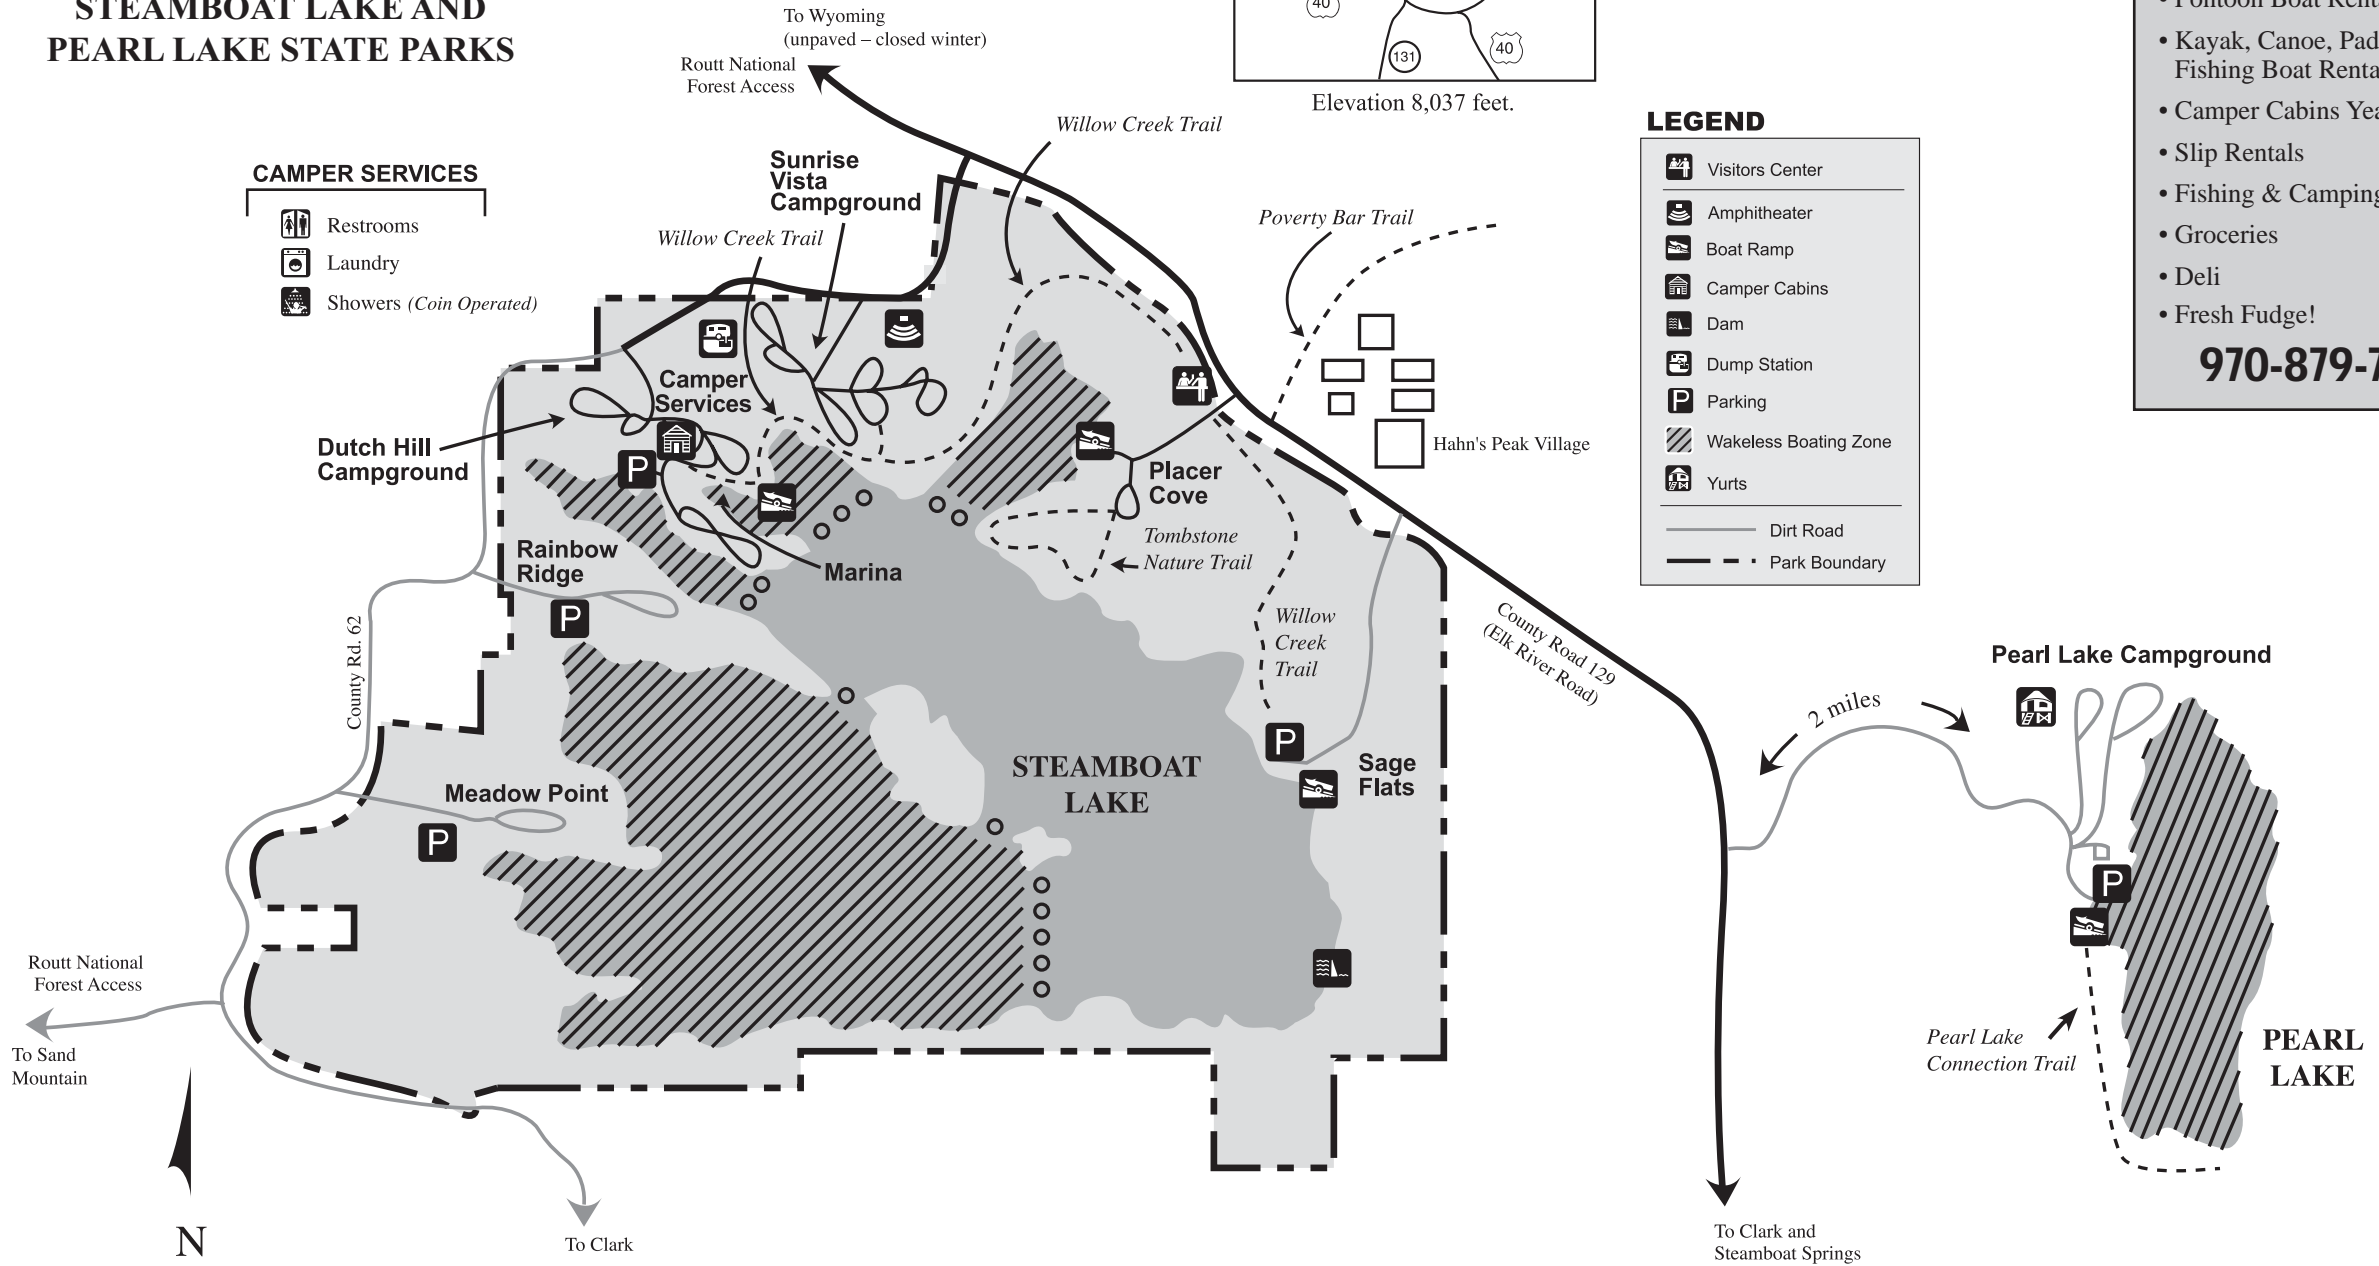 STEAMBOAT LAKE AND
PEARL LAKE STATE PARKS
To Wyoming
(unpaved – closed winter)
Routt National
Forest Access
40
131
40
Elevation 8,037 feet.
• Pontoon Boat
• Kayak, Canoe,
Fishing Boat
• Camper Cabins
• Slip Rentals
• Fishing & Camping
• Groceries
• Deli
• Fresh Fudge!
970-879-7
LEGEND
Visitors Center
Amphitheater
Boat Ramp
Camper Cabins
Dam
Dump Station
P Parking
Wakeless Boating Zone
Yurts
Dirt Road
Park Boundary
CAMPER SERVICES
Restrooms
Laundry
Showers (Coin Operated)
Willow Creek Trail
Sunrise
Vista
Campground
Willow Creek Trail
Poverty Bar Trail
Hahn's Peak Village
Camper
Services
Dutch Hill
Campground
P
Placer
Cove
Tombstone
Nature Trail
Rainbow
Ridge
P
Marina
Willow
Creek
Trail
County Rd. 62
County Road 129
(Elk River Road)
Meadow Point
P
STEAMBOAT
LAKE
P
Sage
Flats
Pearl Lake Campground
2 miles
P
Pearl Lake
Connection Trail
PEARL
LAKE
Routt National
Forest Access
To Sand
Mountain
N
To Clark
To Clark and
Steamboat Springs